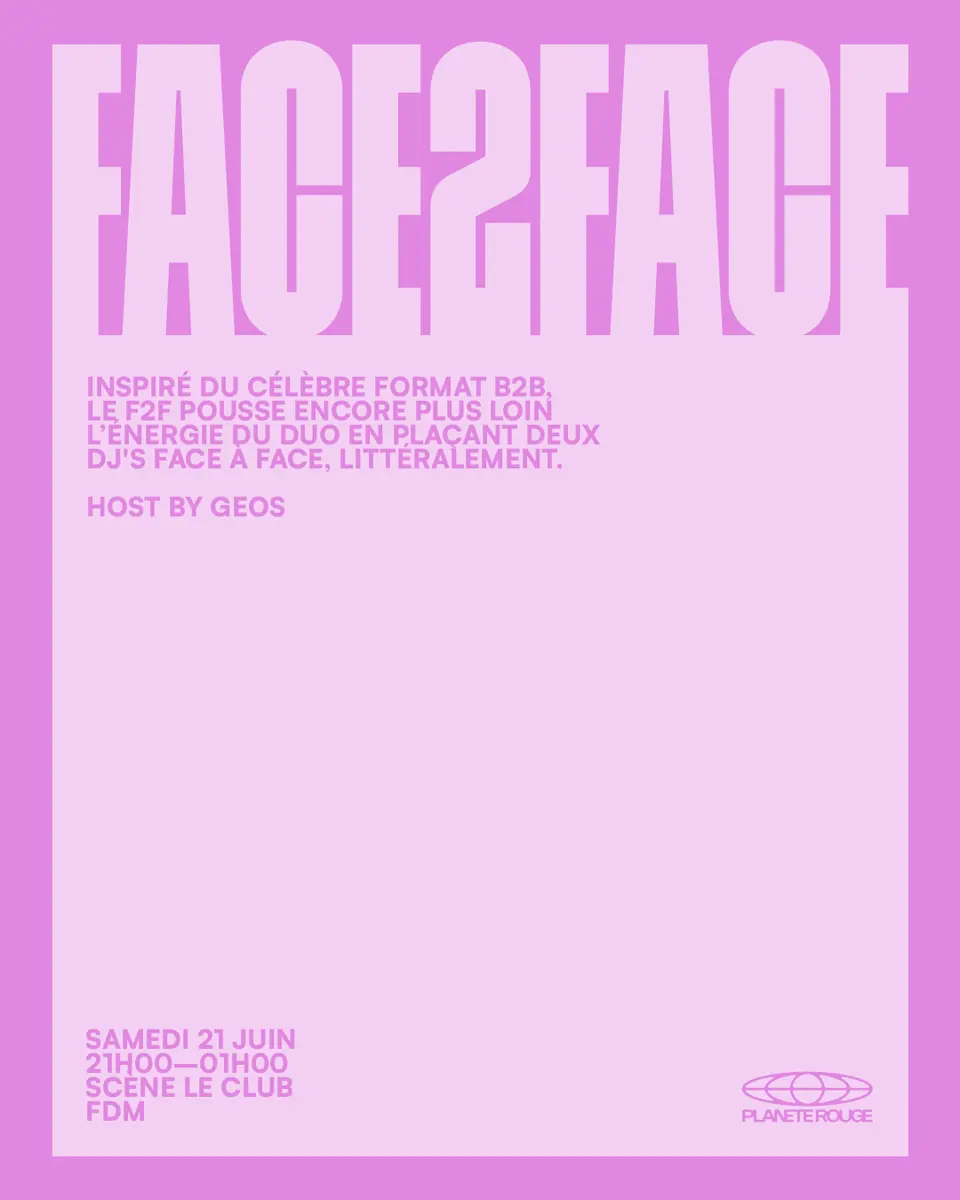 FACE2FACE
INSPIRÉ DU CÉLÈBRE FORMAT B2B,
LE F2F POUSSE ENCORE PLUS LOIN
L’ÉNERGIE DU DUO EN PLAÇANT DEUX
DJ'S FACE À FACE, LITTÉRALEMENT.
HOST BY GEOS
SAMEDI 21 JUIN
21H00—01H00
SCÈNE LE CLUB
FDM
PLANETE ROUGE